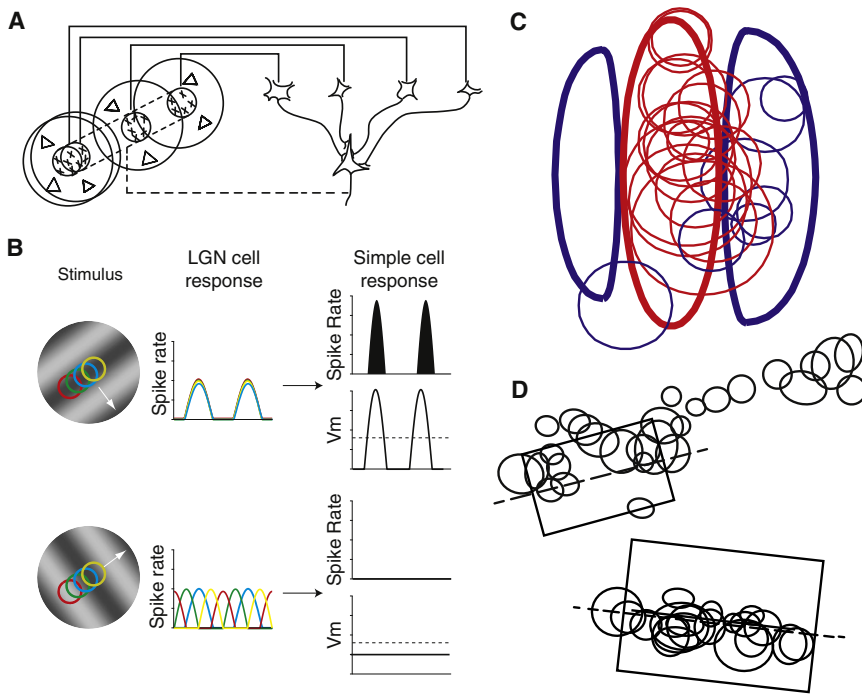 A
C
B
Stimulus
LGN cell
response
Simple cell
response
Spike rate
Spike Rate
Vm
Spike rate
Spike Rate
Vm
D